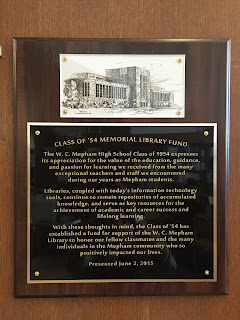 CLASS OF '54 MEMORIAL LIBRARY FUND
The W. C. Mepham High School Class of 1954 expresses
its appreciation for the value of the education, guidance,
and passion for learning we received from the many
exceptional teachers and staff we encountered
during our years as Mepham students.
Libraries, coupled with today's information technology
tools, continue to remain repositories of accumulated
knowledge, and serve as key resources for the
achievement of academic and career success and
lifelong learning.
With these thoughts in mind, the Class of '54 has
established a fund for support of the W. C. Mepham
Library to honor our fellow classmates and the many
individuals in the Mepham community who so
positively impacted our lives.
Presented June 2, 2015